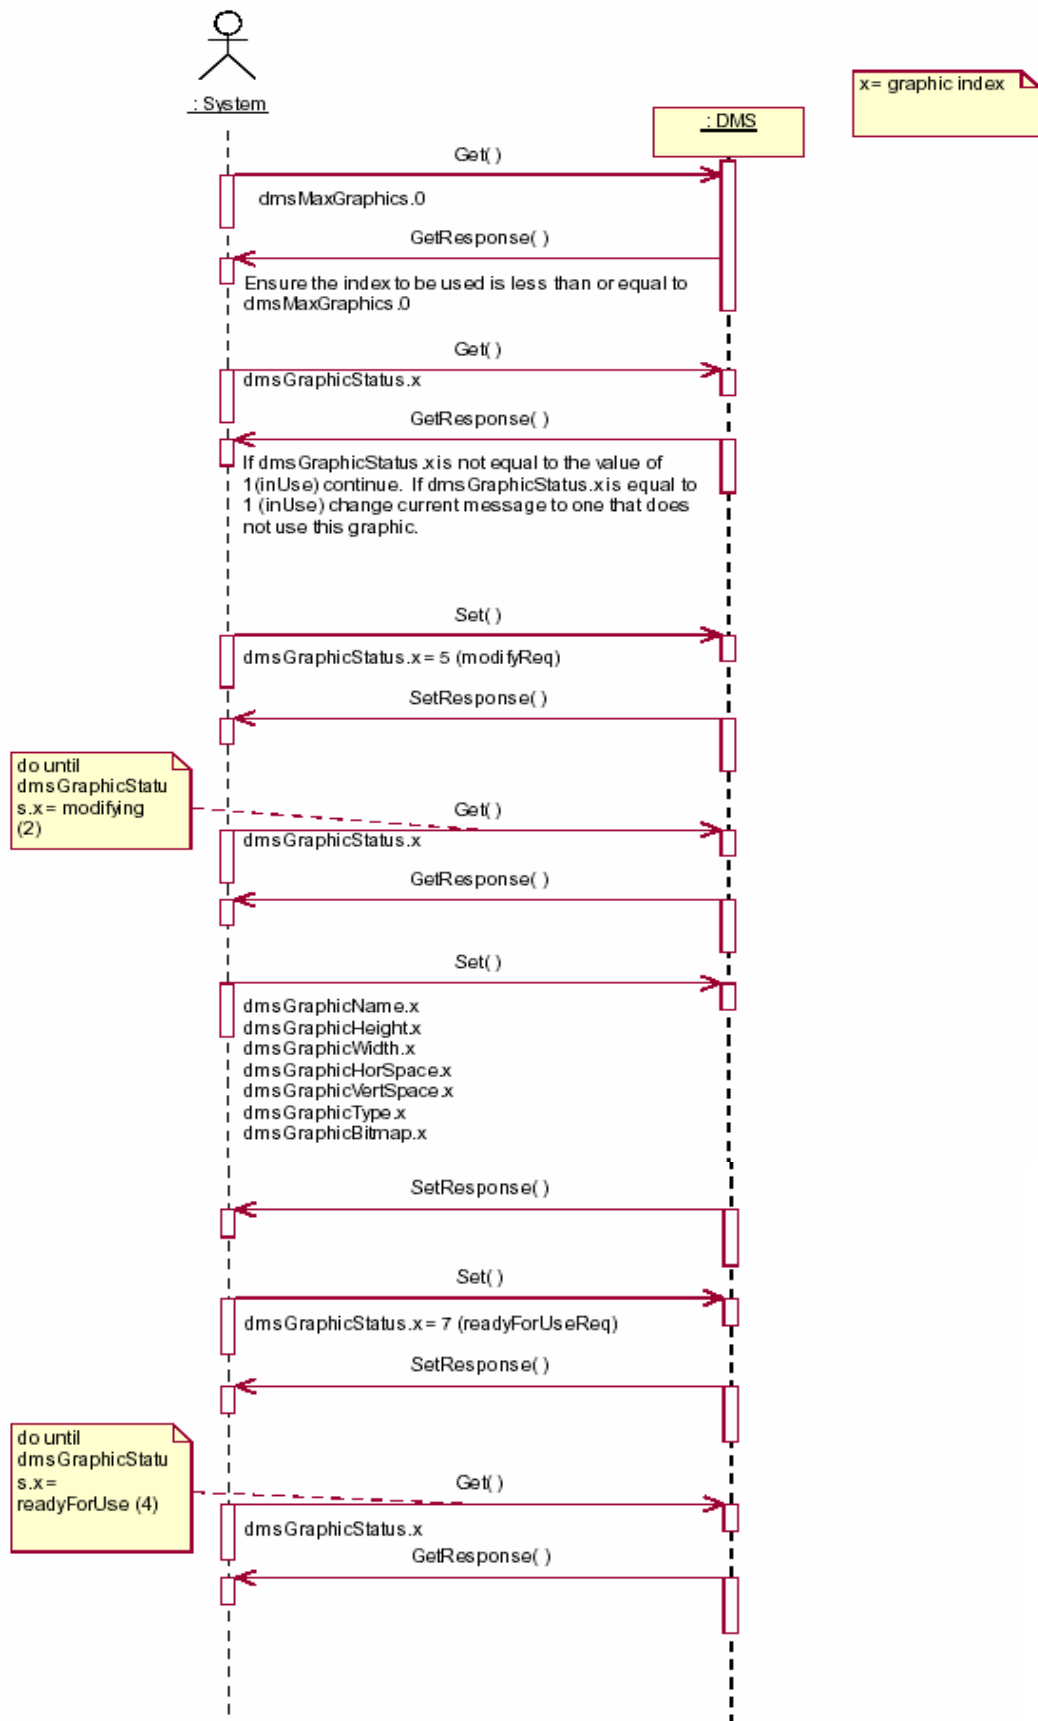 : System
x= graphic index
: DMS
Get( )
dmsMaxGraphics.0
GetResponse( )
Ensure the index to be used is less than or equal to
dmsMaxGraphics.0
Get( )
dmsGraphicStatus.x
GetResponse( )
If dmsGraphicStatus.x is not equal to the value of
1(inUse) continue. If dmsGraphicStatus.x is equal to
1 (inUse) change current message to one that does
not use this graphic.
Set( )
dmsGraphicStatus.x = 5 (modifyReq)
SetResponse( )
do until
dmsGraphicStatu
s.x = modifying
(2)
Get( )
dmsGraphicStatus.x
GetResponse( )
Set( )
dmsGraphicName.x
dmsGraphicHeight.x
dmsGraphicWidth.x
dmsGraphicHorSpace.x
dmsGraphicVertSpace.x
dmsGraphicType.x
dmsGraphicBitmap.x
SetResponse( )
Set( )
dmsGraphicStatus.x = 7 (readyForUseReq)
SetResponse( )
do until
dmsGraphicStatu
s.x =
readyForUse (4)
Get( )
dmsGraphicStatus.x
GetResponse( )